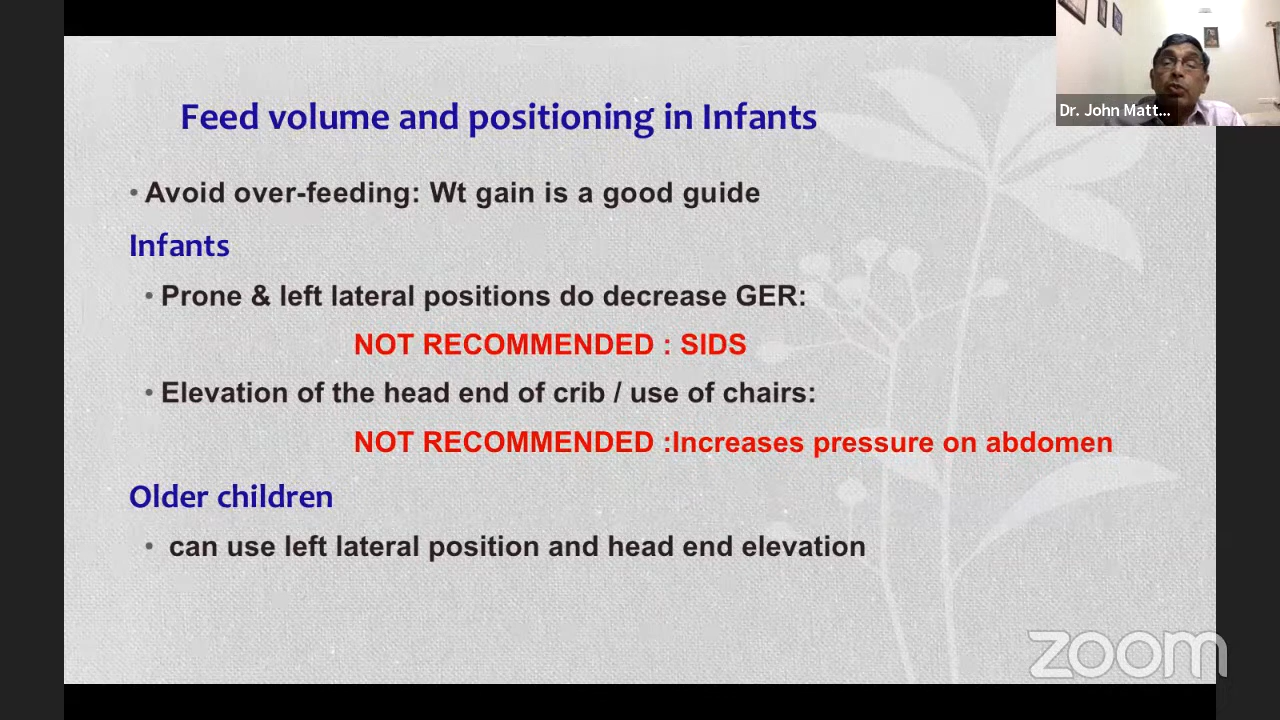 Dr. John Matt...
Feed volume and positioning in Infants
• Avoid over-feeding: Wt gain is a good guide
Infants
• Prone & left lateral positions do decrease GER:
NOT RECOMMENDED : SIDS
• Elevation of the head end of crib / use of chairs:
NOT RECOMMENDED :Increases pressure on abdomen
Older children
• can use left lateral position and head end elevation
zoom